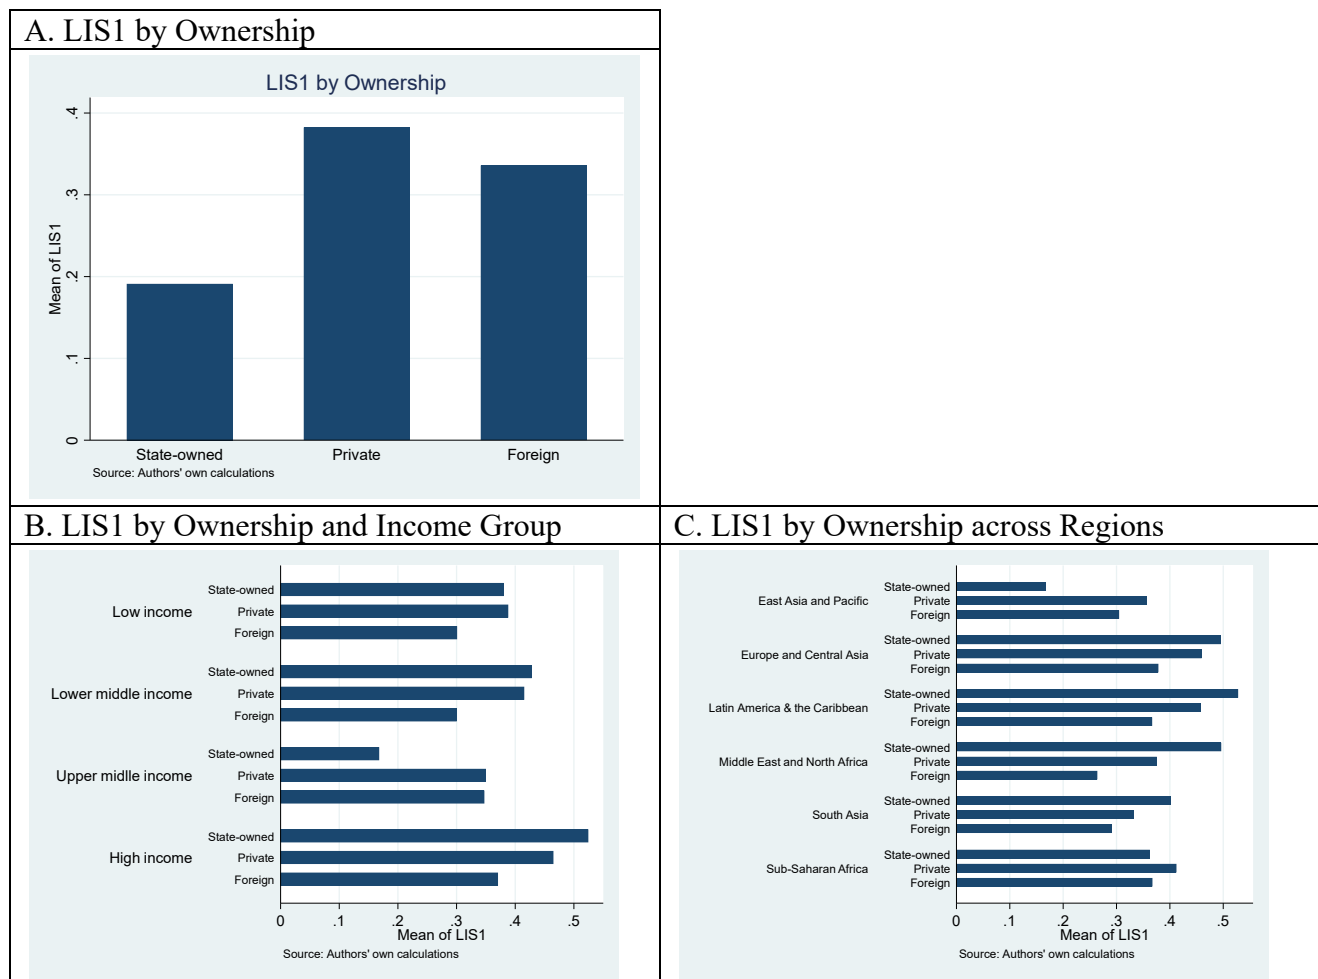 A. LIS1 by Ownership
LIS1 by Ownership
Mean of LIS1
.4
.3
.2
.1
0
State-owned Private Foreign
Source: Authors' own calculations
B. LIS1 by Ownership and Income Group
Low income
State-owned
Private
Foreign
Lower middle income
State-owned
Private
Foreign
Upper midlle income
State-owned
Private
Foreign
High income
State-owned
Private
Foreign
0 .1 .2 .3 .4 .5
Mean of LIS1
Source: Authors' own calculations
C. LIS1 by Ownership across Regions
East Asia and Pacific
State-owned
Private
Foreign
Europe and Central Asia
State-owned
Private
Foreign
Latin America & the Caribbean
State-owned
Private
Foreign
Middle East and North Africa
State-owned
Private
Foreign
South Asia
State-owned
Private
Foreign
Sub-Saharan Africa
State-owned
Private
Foreign
0 .1 .2 .3 .4 .5
Mean of LIS1
Source: Authors' own calculations